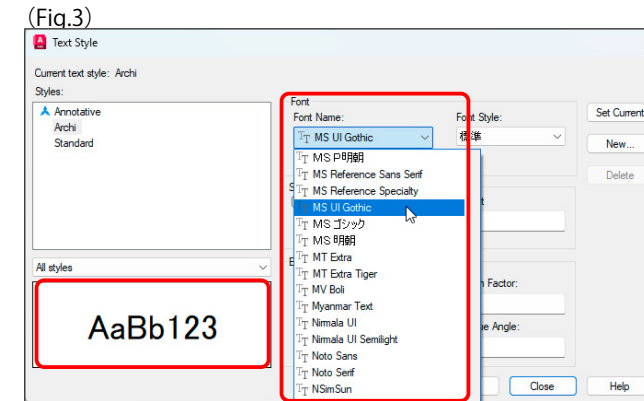 (Fig.3)
Text Style
Current text style: Archi
Styles:
Annotative
Archi
Standard
All styles
AaBb123
Font
Font Name:
MS UI Gothic
MS P明朝
MS Reference Sans Serif
MS Reference Specialty
MS UI Gothic
MS ゴシック
MS 明朝
MT Extra
MT Extra Tiger
MV Boli
Myanmar Text
Nirmala UI
Nirmala UI Semilight
Noto Sans
Noto Serif
NSimSun
Font Style:
標準
Factor:
Angle:
Set Current
New...
Delete
Close
Help